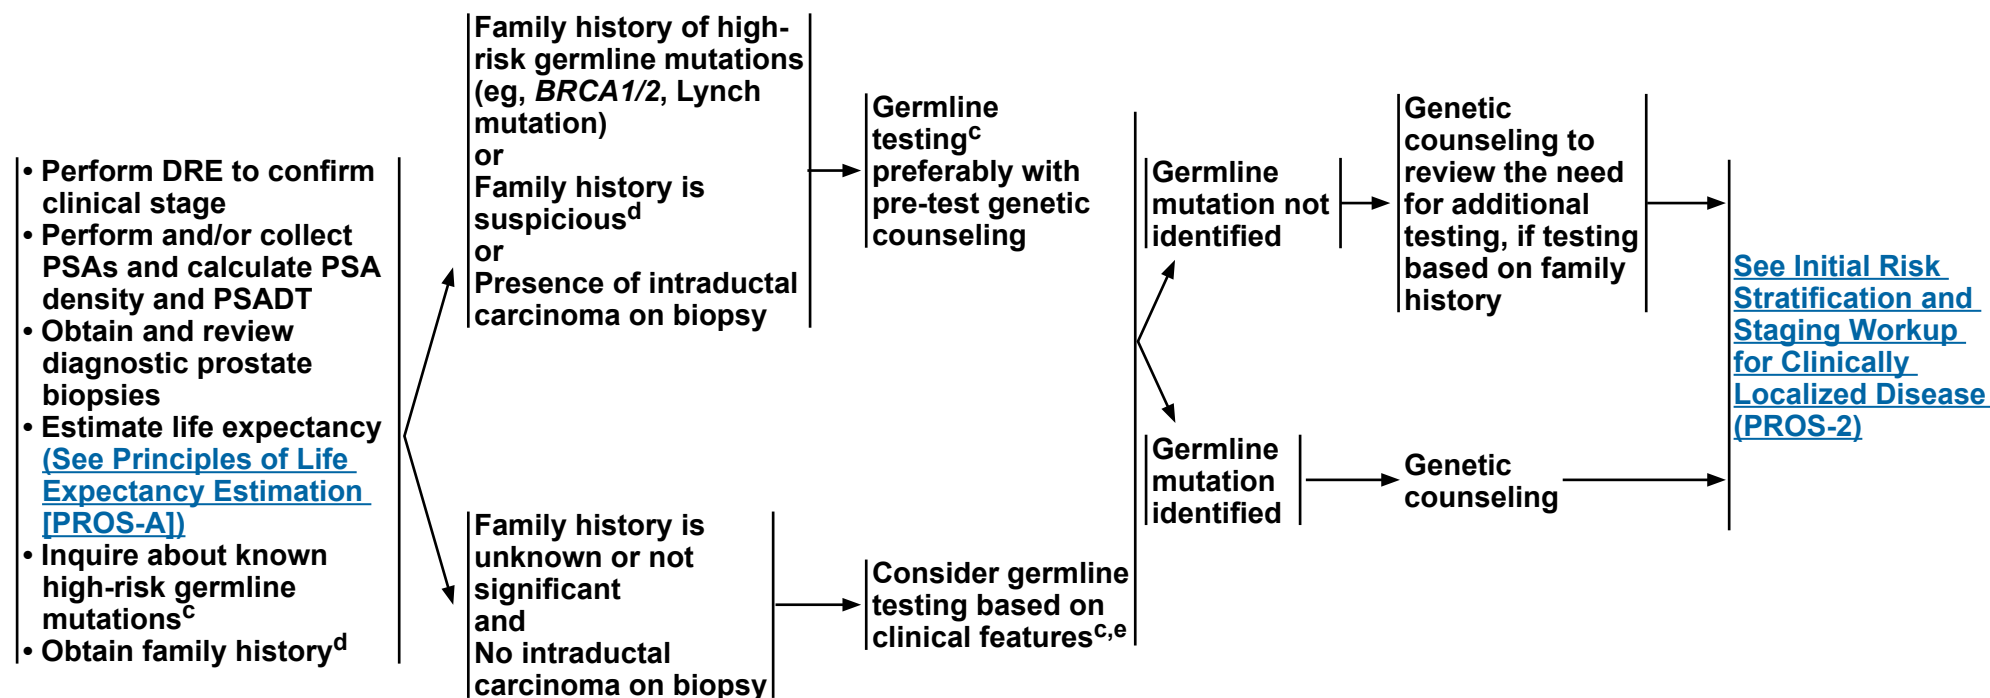 • Perform DRE to confirm
clinical stage
• Perform and/or collect
PSAs and calculate PSA
density and PSADT
• Obtain and review
diagnostic prostate
biopsies
• Estimate life expectancy
(See Principles of Life
Expectancy Estimation
[PROS-A])
• Inquire about known
high-risk germline
mutationsc
• Obtain family historyd
Family history of high-
risk germline mutations
(eg, BRCA1/2, Lynch
mutation)
or
Family history is
suspiciousd
or
Presence of intraductal
carcinoma on biopsy
Family history is
unknown or not
significant
and
No intraductal
carcinoma on biopsy
Germline
testingc
preferably with
pre-test genetic
counseling
Consider germline
testing based on
clinical featuresc,e
Germline
mutation not
identified
Germline
mutation
identified
Genetic
counseling to
review the need
for additional
testing, if testing
based on family
history
Genetic
counseling
See Initial Risk
Stratification and
Staging Workup
for Clinically
Localized Disease
(PROS-2)